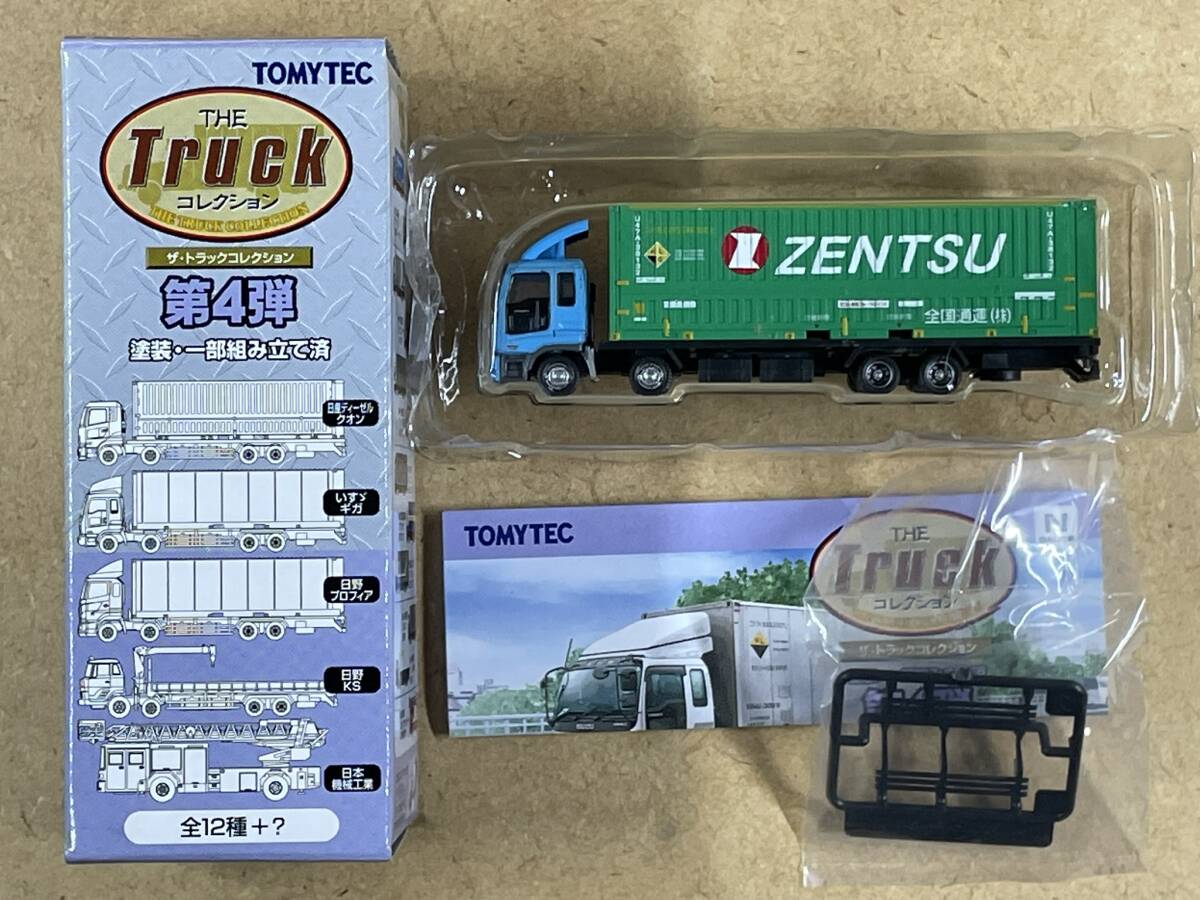 TOMYTEC
THE
Truck
コレクション
THE TRUCK COLLECTION
ザ・トラックコレクション
第4弾
塗装・一部組み立て済
日産ディーゼル
クオン
いすゞ
ギガ
日野
プロフィア
日野
KS
日本
機械工業
全12種+?
U47A-38132
ZENTSU
U47A-38132
全国通運(株)
TOMYTEC
THE
Truck
コレクション
ザ・トラックコレクション
N